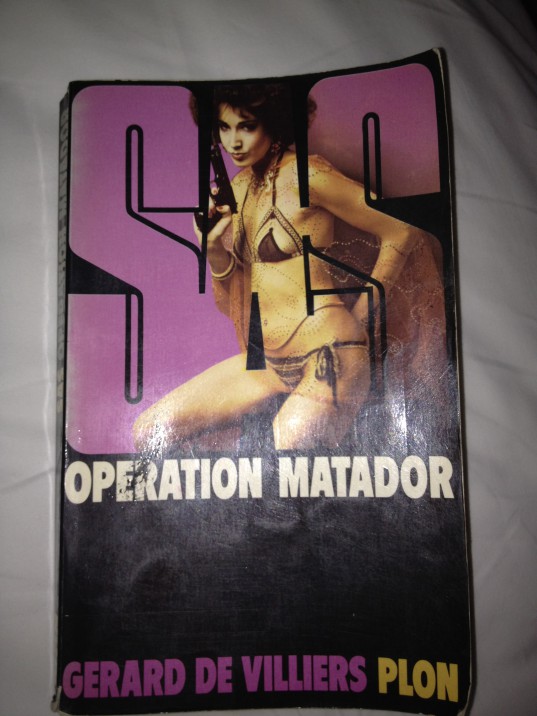 SAS
OPERATION MATADOR
GERARD DE VILLIERS PLON